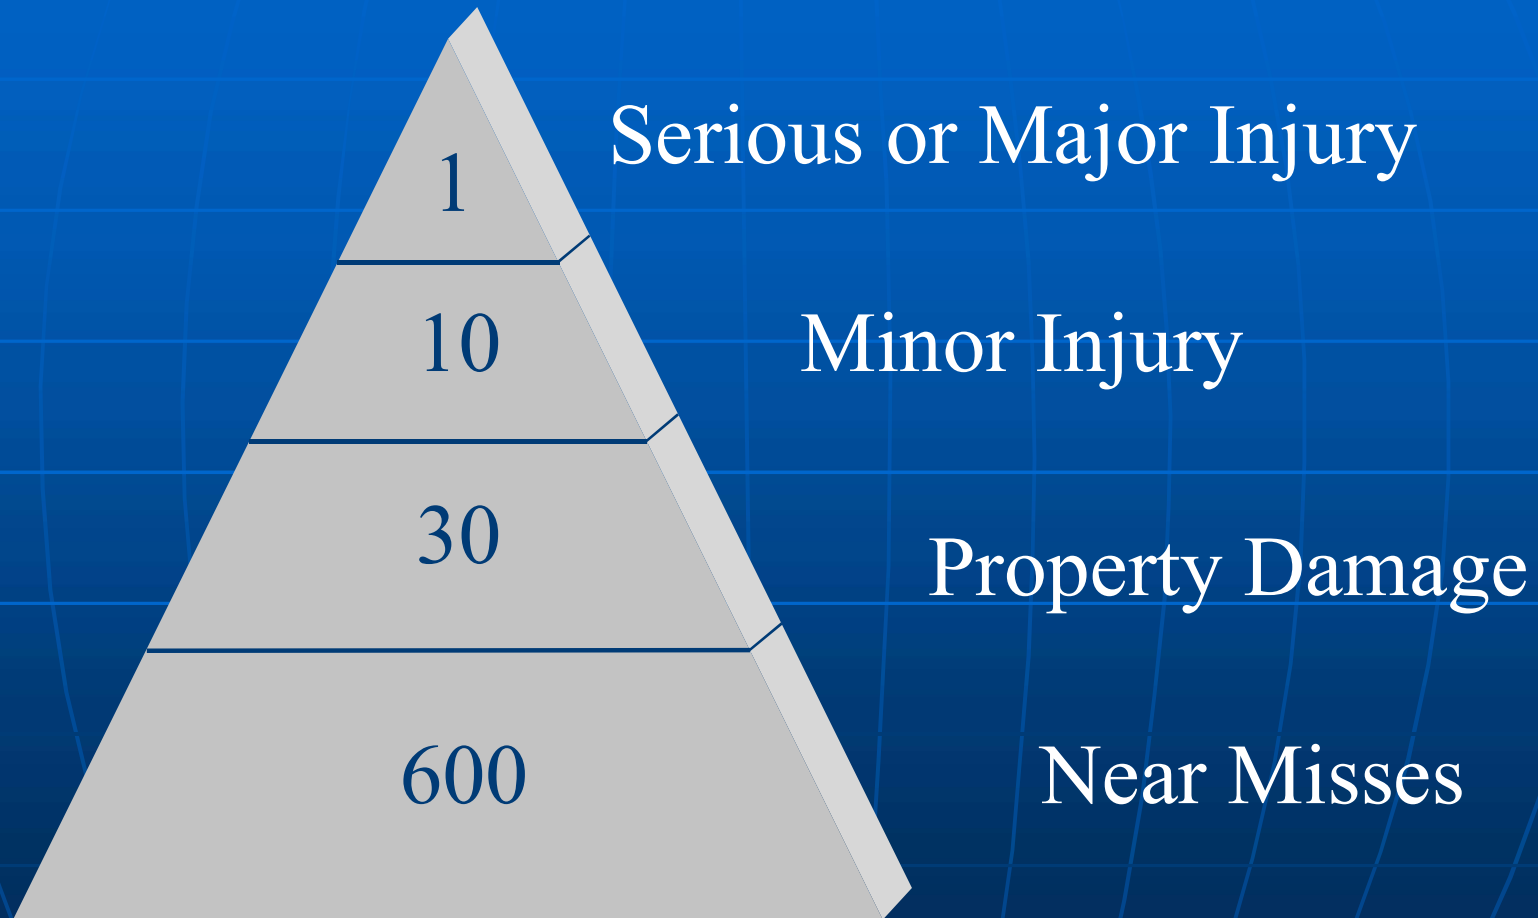 1
Serious or Major Injury
10
Minor Injury
30
Property Damage
600
Near Misses